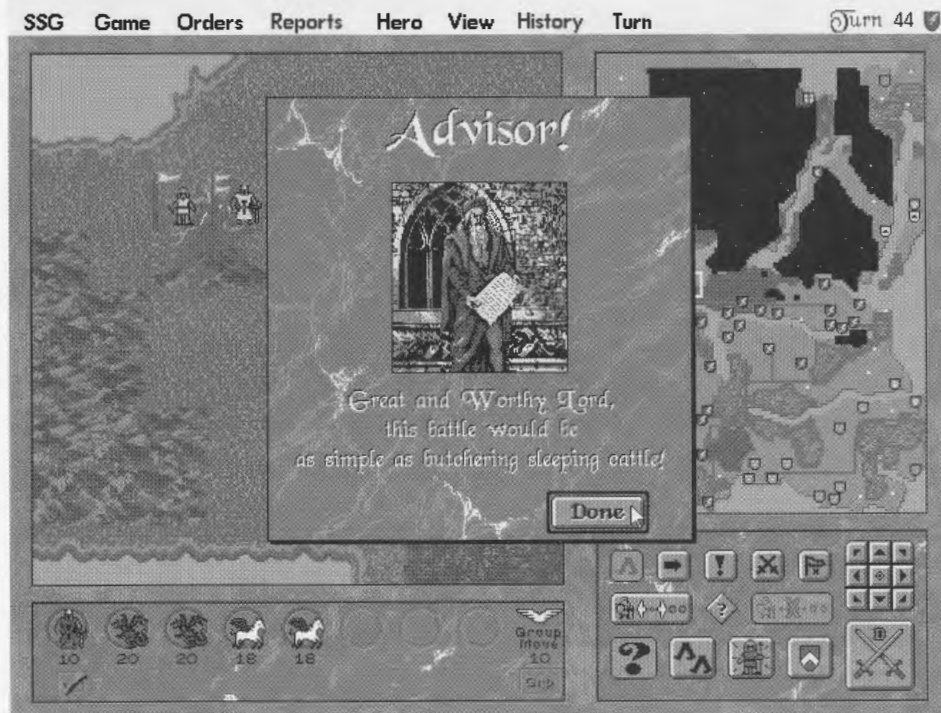 SSG Game Orders Reports Hero View History Turn Turn 44
Advisor!
Great and Worthy Lord,
this battle would be
as simple as butchering sleeping cattle!
Done
?
10 20 20 18 18
Group
Move
10
Grp
! 
? 
D